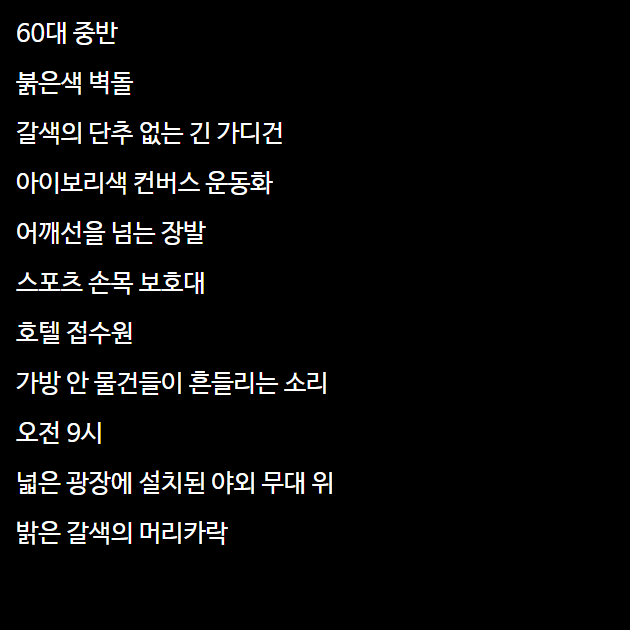 60대 중반
붉은색 벽돌
갈색의 단추 없는 긴 가디건
아이보리색 컨버스 운동화
어깨선을 넘는 장발
스포츠 손목 보호대
호텔 접수원
가방 안 물건들이 흔들리는 소리
오전 9시
넓은 광장에 설치된 야외 무대 위
밝은 갈색의 머리카락